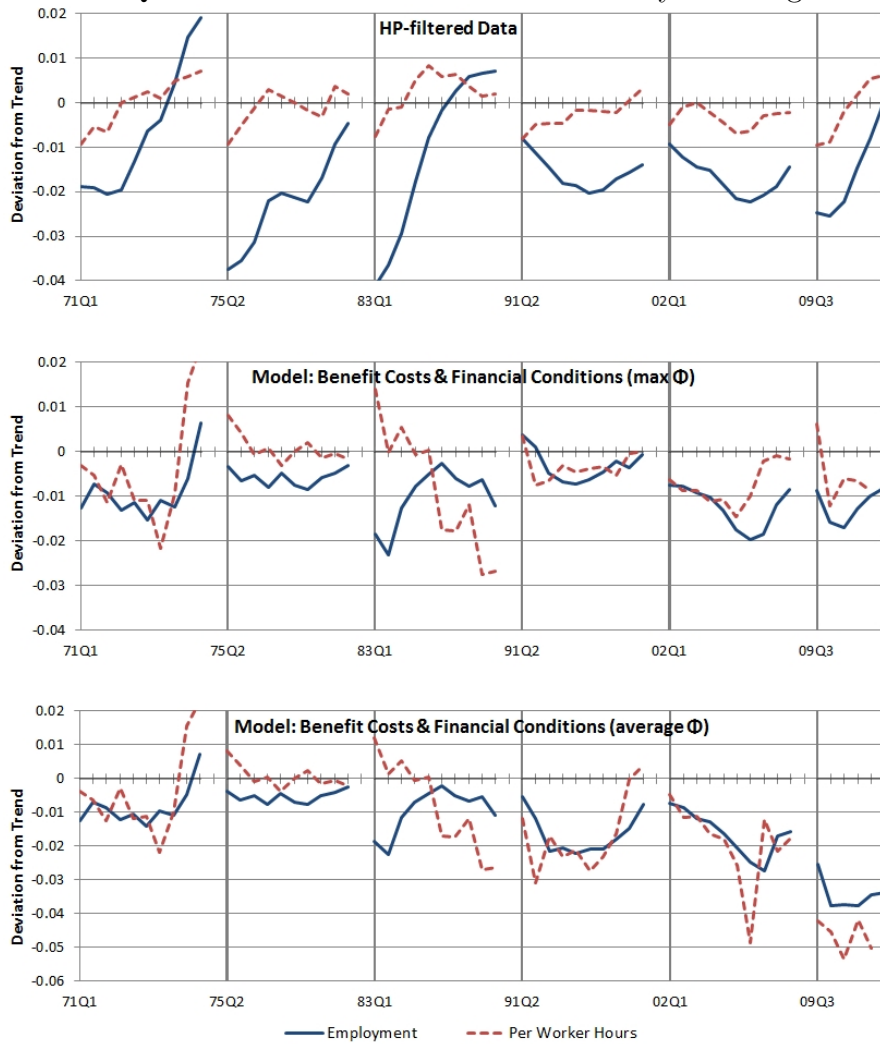 HP-filtered Data
0.02
0.01
0
-0.01
-0.02
-0.03
-0.04
Deviation from Trend
71Q1 75Q2 83Q1 91Q2 02Q1 09Q3
Model: Benefit Costs & Financial Conditions (max Φ)
0.02
0.01
0
-0.01
-0.02
-0.03
-0.04
Deviation from Trend
71Q1 75Q2 83Q1 91Q2 02Q1 09Q3
Model: Benefit Costs & Financial Conditions (average Φ)
0.02
0.01
0
-0.01
-0.02
-0.03
-0.04
-0.05
-0.06
Deviation from Trend
71Q1 75Q2 83Q1 91Q2 02Q1 09Q3
Employment Per Worker Hours